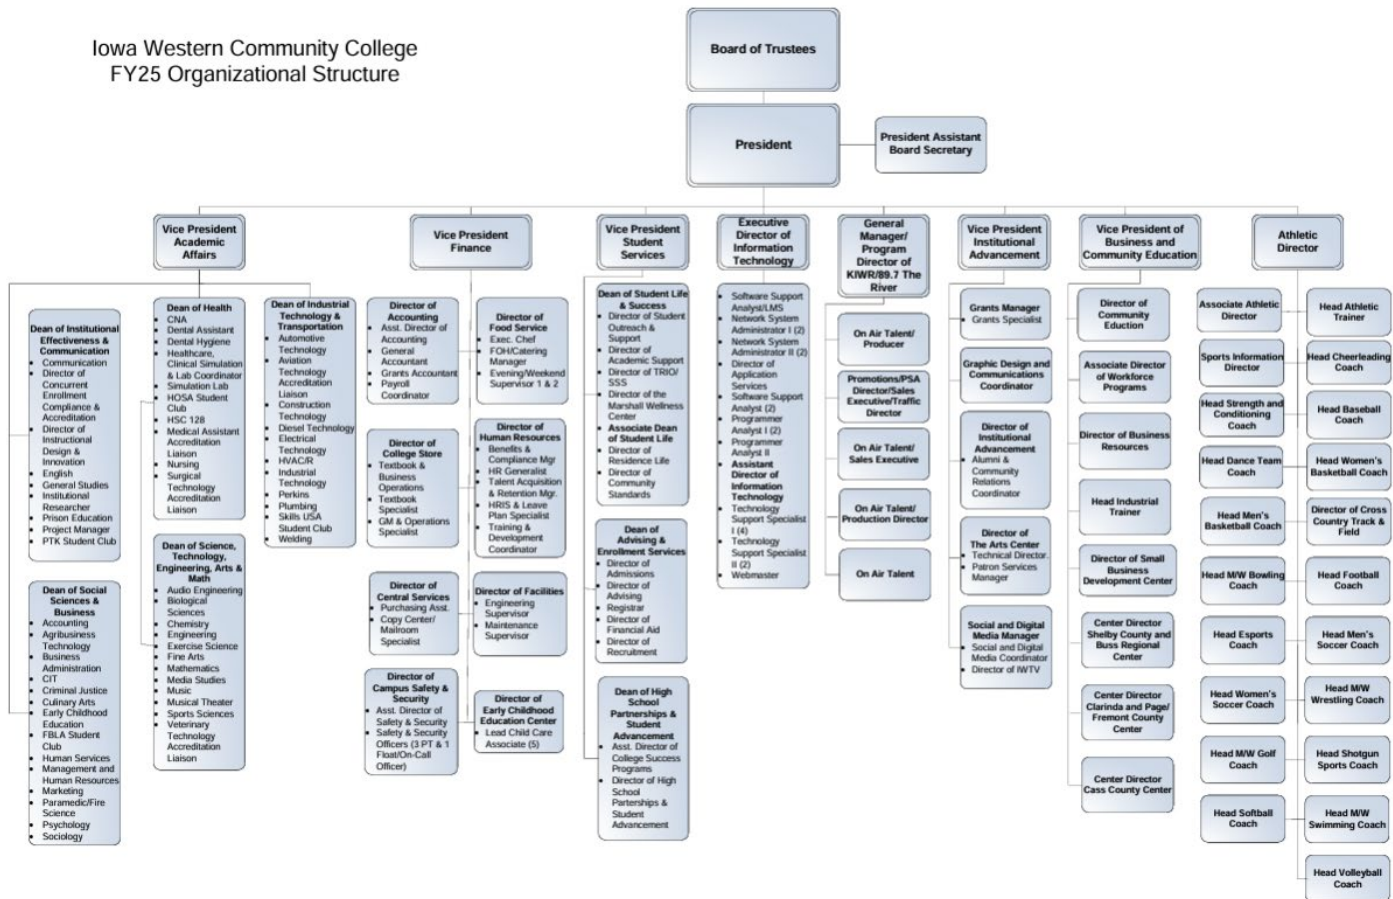 Iowa Western Community College
FY25 Organizational Structure
Board of Trustees
President
President Assistant
Board Secretary
Vice President
Academic
Affairs
Vice President
Finance
Vice President
Student
Services
Executive
Director of
Information
Technology
General
Manager/
Program
Director of
KIWR/89.7 The
River
Vice President
Institutional
Advancement
Vice President of
Business and
Community Education
Athletic
Director
Dean of Institutional
Effectiveness &
Communication
• Communication
• Director of
Concurrent
Enrollment
Compliance &
Accreditation
• Director of
Instructional
Design &
Innovation
• English
• General Studies
• Institutional
Researcher
• Prison Education
• Project Manager
• PTK Student Club
Dean of Social
Sciences &
Business
• Accounting
• Agribusiness
Technology
• Business
Administration
• CIT
• Criminal Justice
• Culinary Arts
• Early Childhood
Education
• FBLA Student
Club
• Human Services
• Management and
Human Resources
• Marketing
• Paramedic/Fire
Science
• Psychology
• Sociology
Dean of Health
• CNA
• Dental Assistant
• Dental Hygiene
• Healthcare,
Clinical Simulation
& Lab Coordinator
• Simulation Lab
• HOSA Student
Club
• HSC 128
• Medical Assistant
Accreditation
Liaison
• Nursing
• Surgical
Technology
Accreditation
Liaison
Dean of Science,
Technology,
Engineering, Arts &
Math
• Audio Engineering
• Biological
Sciences
• Chemistry
• Engineering
• Exercise Science
• Fine Arts
• Mathematics
• Media Studies
• Music
• Musical Theater
• Sports Sciences
• Veterinary
Technology
Accreditation
Liaison
Dean of Industrial
Technology &
Transportation
• Automotive
Technology
• Aviation
Technology
Accreditation
Liaison
• Construction
Technology
• Diesel Technology
• Electrical
Technology
• HVAC/R
• Industrial
Technology
• Perkins
• Plumbing
• Skills USA
Student Club
• Welding
Director of
Accounting
• Asst. Director of
Accounting
• General
Accountant
• Grants Accountant
• Payroll
Coordinator
Director of
College Store
• Textbook &
Business
Operations
• Textbook
Specialist
• GM & Operations
Specialist
Director of
Central Services
• Purchasing Asst.
• Copy Center/
Mailroom
Specialist
Director of
Campus Safety &
Security
• Asst. Director of
Safety & Security
• Safety & Security
Officers (3 PT & 1
Float/On-Call
Officer)
Director of
Food Service
• Exec. Chef
• FOH/Catering
Manager
• Evening/Weekend
Supervisor 1 & 2
Director of
Human Resources
• Benefits &
Compliance Mgr
• HR Generalist
• Talent Acquisition
& Retention Mgr.
• HRIS & Leave
Plan Specialist
• Training &
Development
Coordinator
Director of Facilities
• Engineering
Supervisor
• Maintenance
Supervisor
Director of
Early Childhood
Education Center
• Lead Child Care
Associate (5)
Dean of Student Life
& Success
• Director of Student
Outreach &
Support
• Director of
Academic Support
• Director of TRIO/
SSS
• Director of the
Marshall Wellness
Center
• Associate Dean
of Student Life
• Director of
Residence Life
• Director of
Community
Standards
Dean of
Advising &
Enrollment Services
• Director of
Admissions
• Director of
Advising
• Registrar
• Director of
Financial Aid
• Director of
Recruitment
Dean of High
School
Partnerships &
Student
Advancement
• Asst. Director of
College Success
Programs
• Director of High
School
Parterships &
Student
Advancement
• Software Support
Analyst/LMS
• Network System
Administrator I (2)
• Network System
Administrator II (2)
• Director of
Application
Services
• Software Support
Analyst (2)
• Programmer
Analyst I (2)
• Programmer
Analyst II
• Assistant
Director of
Information
Technology
• Technology
Support Specialist
I (4)
• Technology
Support Specialist
II (2)
• Webmaster
On Air Talent/
Producer
Promotions/PSA
Director/Sales
Executive/Traffic
Director
On Air Talent/
Sales Executive
On Air Talent/
Production Director
On Air Talent
Grants Manager
• Grants Specialist
Graphic Design and
Communications
Coordinator
Director of
Institutional
Advancement
• Alumni &
Community
Relations
Coordinator
Director of
The Arts Center
• Technical Director.
• Patron Services
Manager
Social and Digital
Media Manager
• Social and Digital
Media Coordinator
• Director of IWTV
Director of
Community
Eduction
Associate Director
of Workforce
Programs
Director of Business
Resources
Head Industrial
Trainer
Director of Small
Business
Development Center
Center Director
Shelby County and
Buss Regional
Center
Center Director
Clarinda and Page/
Fremont County
Center
Center Director
Cass County Center
Associate Athletic
Director
Sports Information
Director
Head Strength and
Conditioning
Coach
Head Dance Team
Coach
Head Men's
Basketball Coach
Head M/W Bowling
Coach
Head Esports
Coach
Head Women's
Soccer Coach
Head M/W Golf
Coach
Head Softball
Coach
Head Athletic
Trainer
Head Cheerleading
Coach
Head Baseball
Coach
Head Women's
Basketball Coach
Director of Cross
Country Track &
Field
Head Football
Coach
Head Men's
Soccer Coach
Head M/W
Wrestling Coach
Head Shotgun
Sports Coach
Head M/W
Swimming Coach
Head Volleyball
Coach